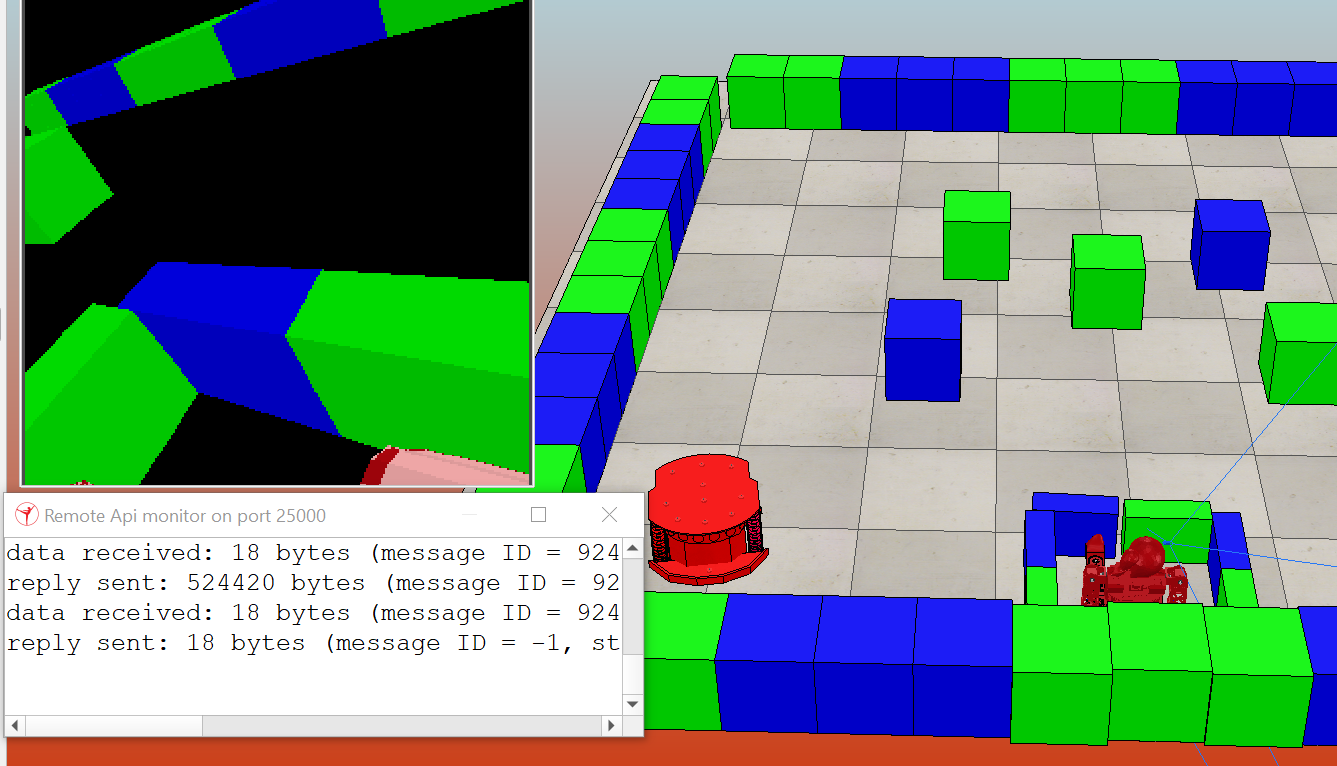 Remote Api monitor on port 25000
data received: 18 bytes (message ID = 924
reply sent: 524420 bytes (message ID = 92
data received: 18 bytes (message ID = 924
reply sent: 18 bytes (message ID = -1, st